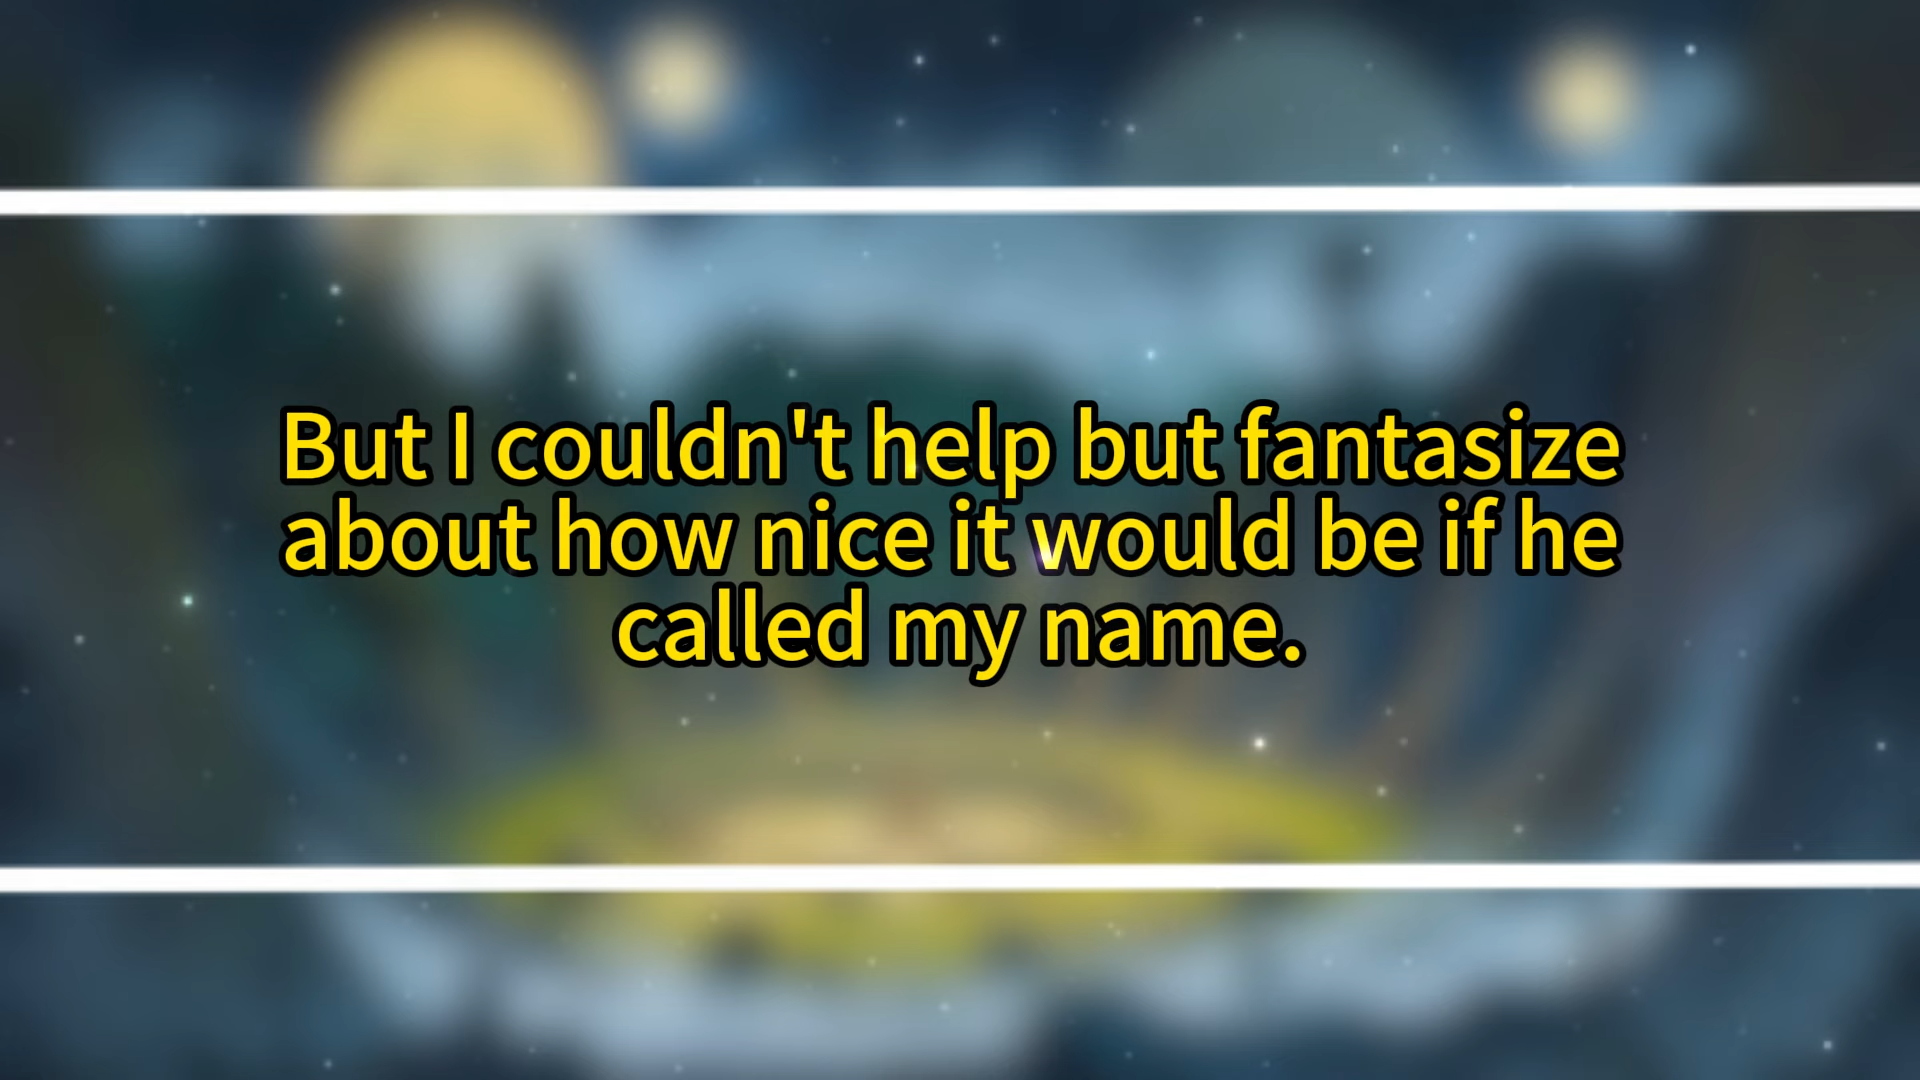 But I couldn't help but fantasize
about how nice it would be if he
called my name.